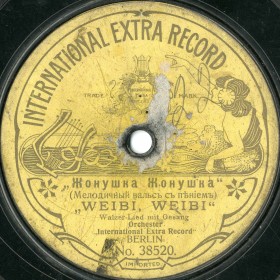 INTERNATIONAL EXTRA RECORD
TRADE MARK
„Жонушка Жонушка“
(Мелодичный вальсъ съ пѣніемъ)
„WEIBI, WEIBI“
Walzer-Lied mit Gesang
Orchester
„International Extra Record“
BERLIN
No. 38520.
IMPORTED